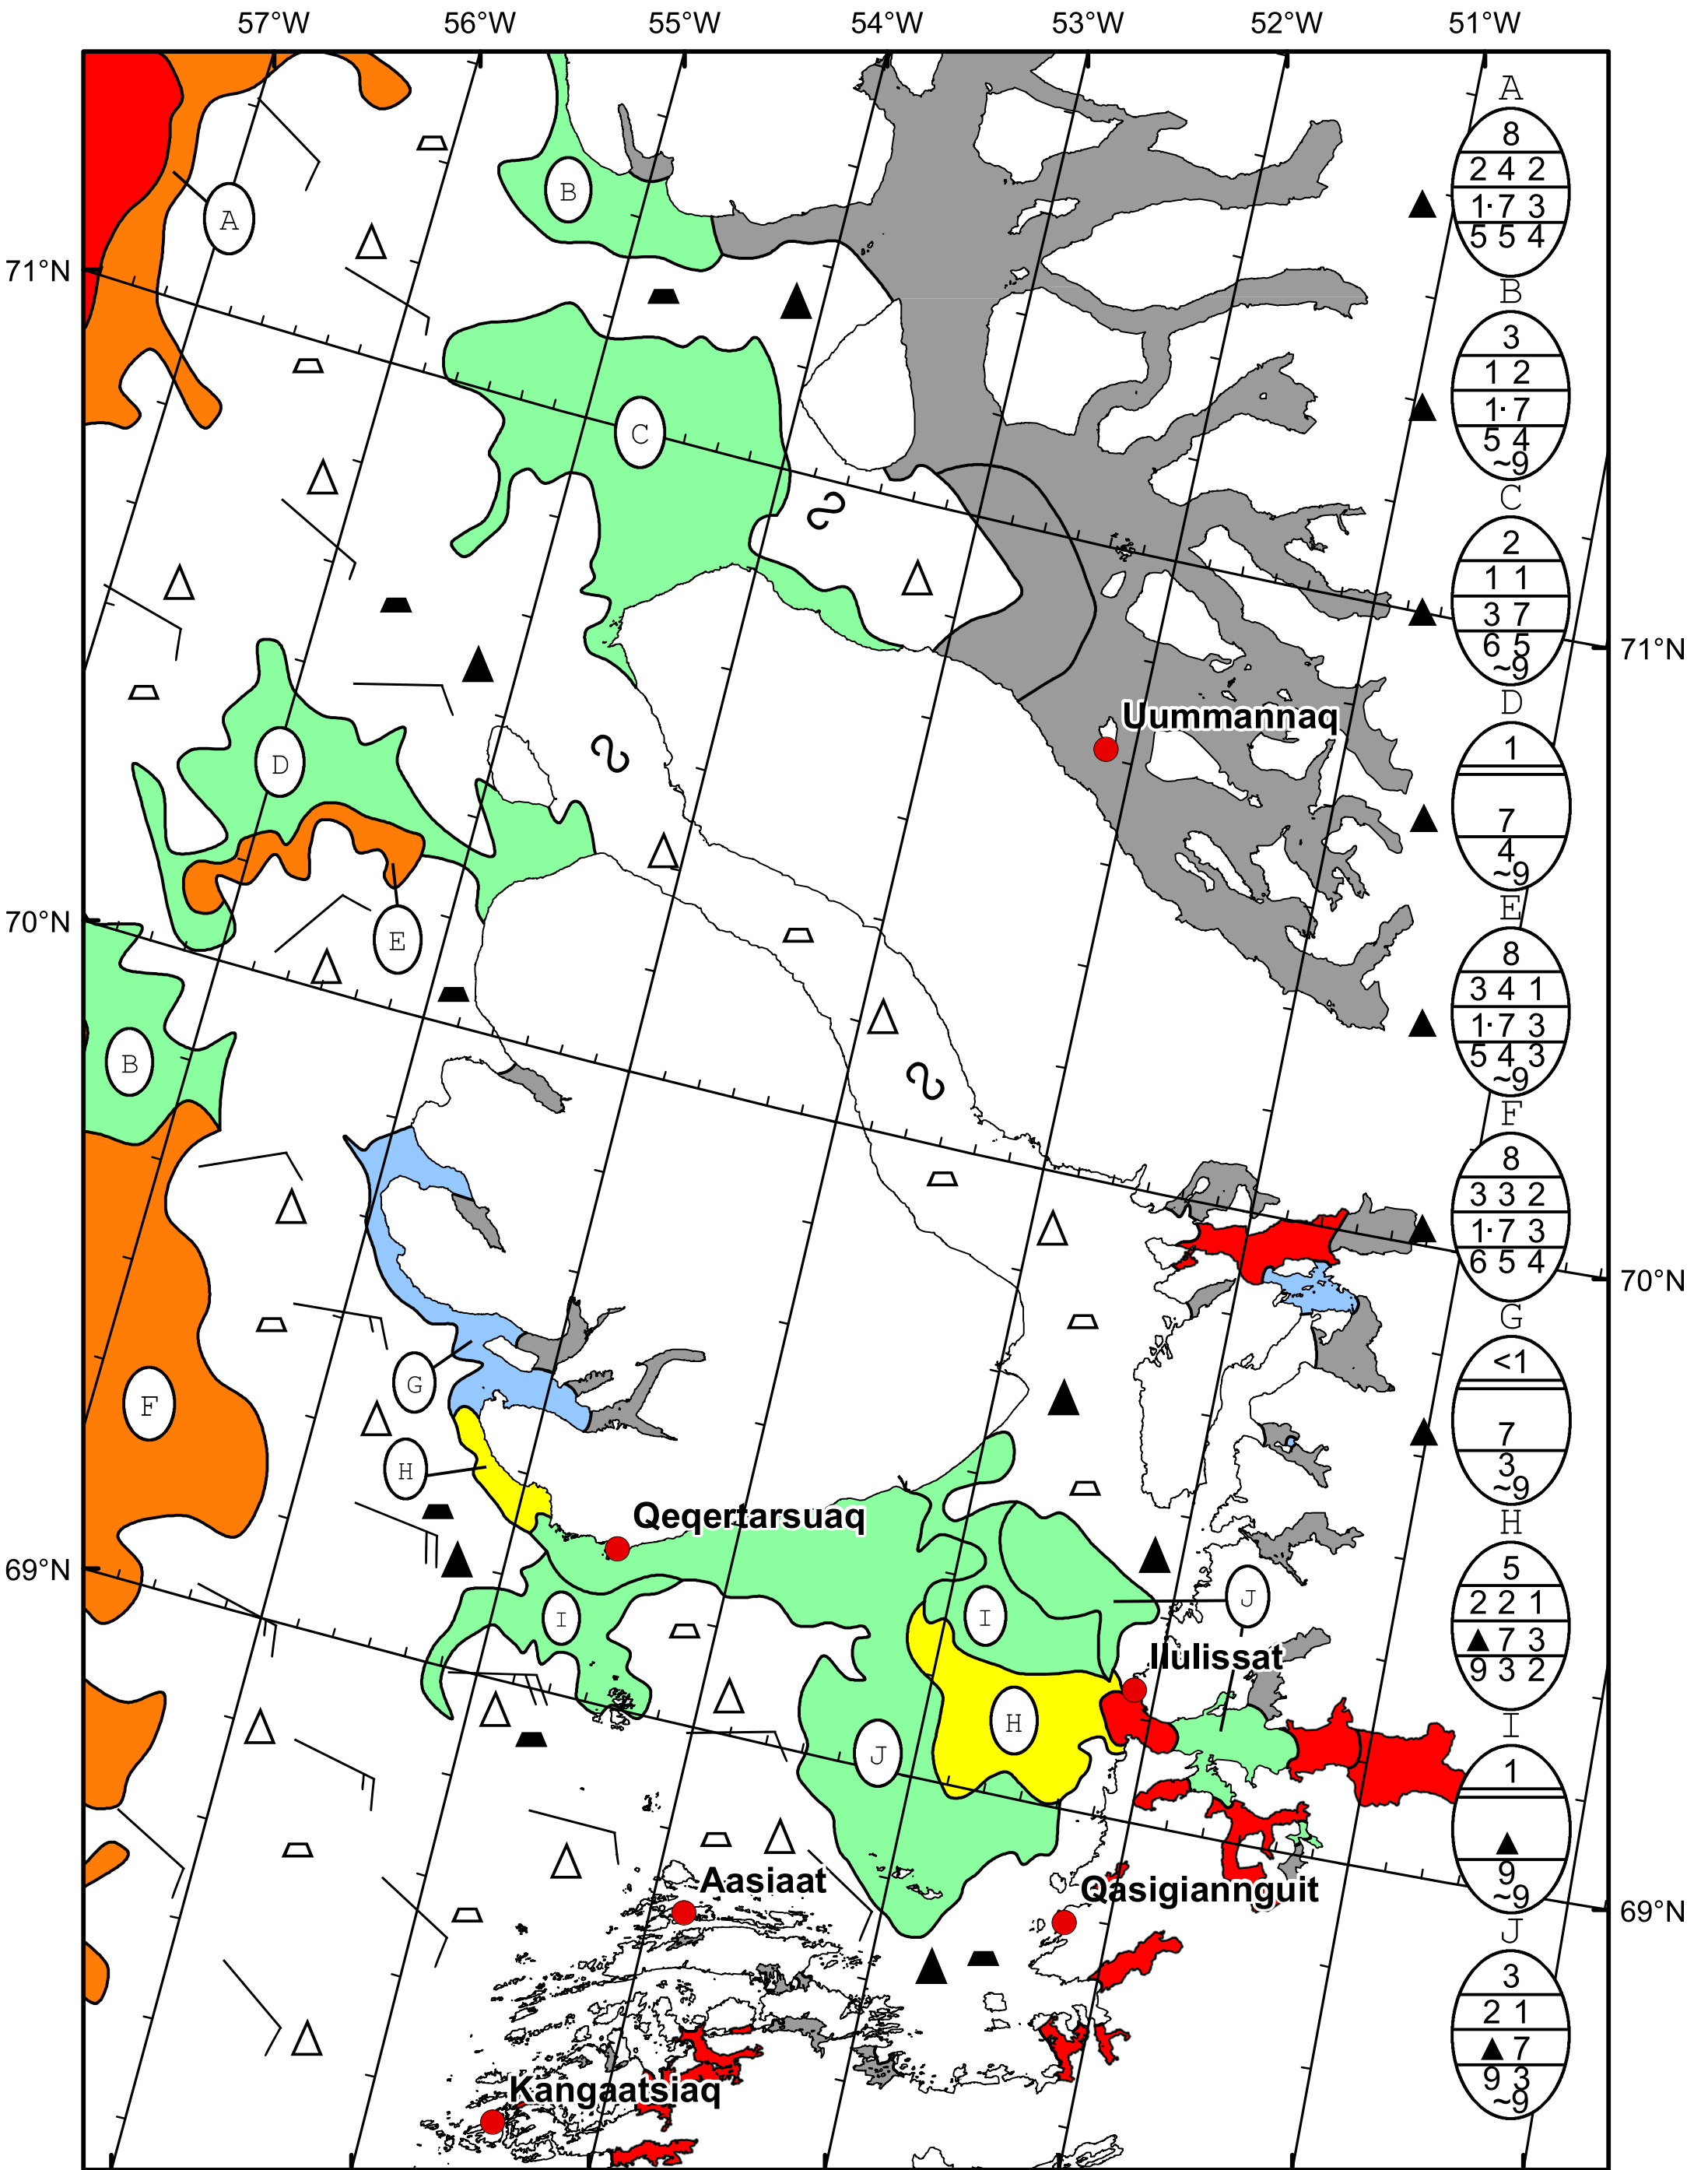 57°W 56°W 55°W 54°W 53°W 52°W 51°W
A
8
2 4 2
1· 7 3
5 5 4
B
A
71°N
B
3
1 2
1· 7
5 4
~9
C
C
2
1 1
3 7
6 5
~9
71°N
D
Uummannaq
D
1
7
4
~9
70°N
E
E
8
3 4 1
1· 7 3
5 4 3
~9
B
F
8
3 3 2
1· 7 3
6 5 4
70°N
G
<1
7
3
~9
G
F
H
Qeqertarsuaq
69°N
H
5
2 2 1
7 3
9 3 2
I
I
J
Ilulissat
H
J
I
1
9
~9
Aasiaat
Qasigiannguit
69°N
J
3
2 1
7
9 3
~9
Kangaatsiaq